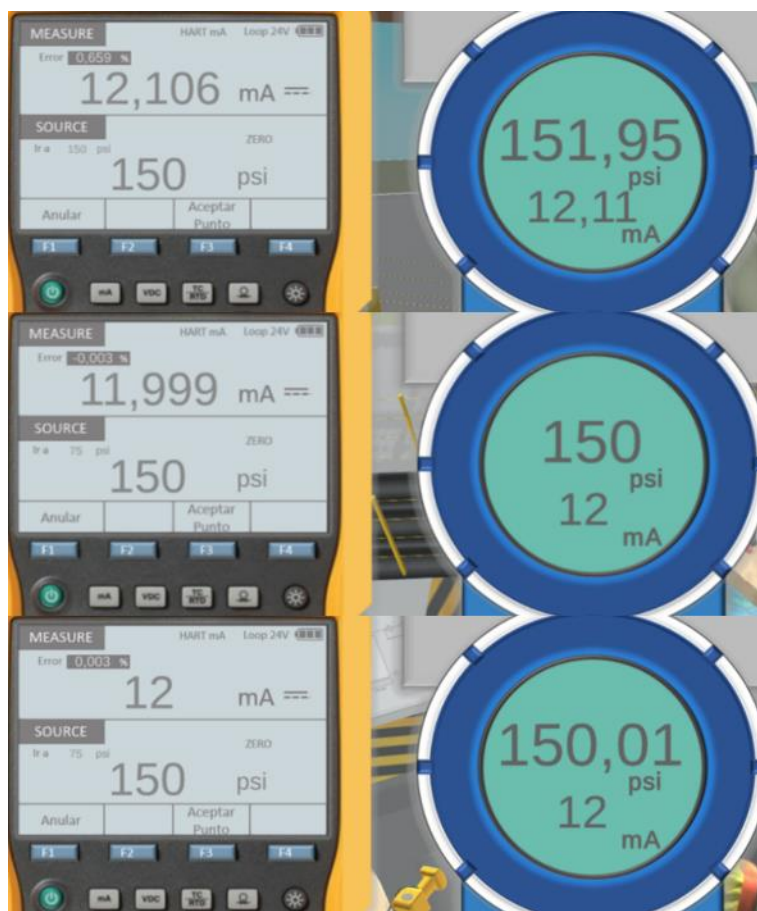 MEASURE HART mA Loop 24V
Error 0,659 %
12,106 mA
SOURCE
ZERO
Ir a 150 psi
150 psi
Anular Aceptar Punto
F1 F2 F3 F4
mA VDC TC RTD
151,95
psi
12,11
mA
MEASURE HART mA Loop 24V
Error -0,003 %
11,999 mA
SOURCE
ZERO
Ir a 75 psi
150 psi
Anular Aceptar Punto
F1 F2 F3 F4
mA VDC TC RTD
150
psi
12
mA
MEASURE HART mA Loop 24V
Error 0,003 %
12 mA
SOURCE
ZERO
Ir a 75 psi
150 psi
Anular Aceptar Punto
F1 F2 F3 F4
mA VDC TC RTD
150,01
psi
12
mA